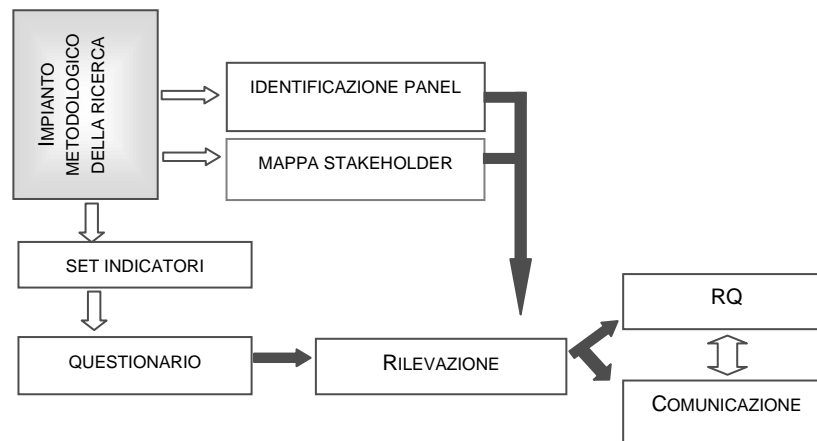 IMPIANTO
METODOLOGICO
DELLA RICERCA
IDENTIFICAZIONE PANEL
MAPPA STAKEHOLDER
SET INDICATORI
QUESTIONARIO
RILEVAZIONE
RQ
COMUNICAZIONE